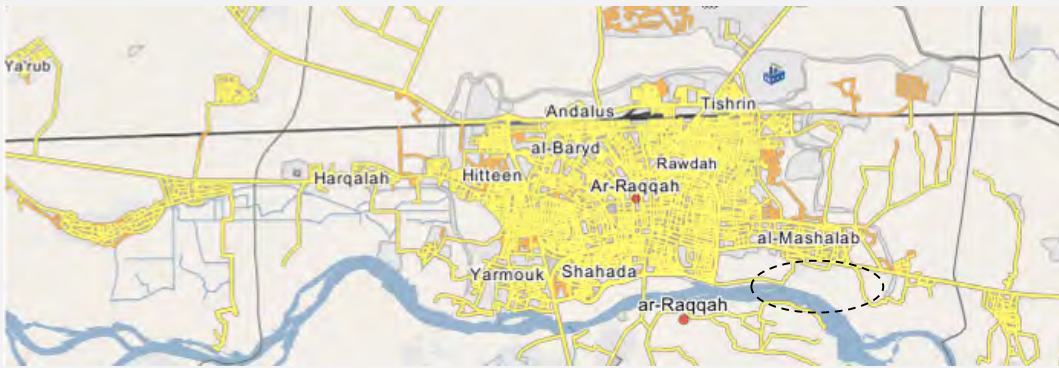 Ya'rub
Andalus
Tishrin
al-Baryd
Rawdah
Hitteen
Harqalah
Ar-Raqqah
al-Mashalab
Yarmouk
Shahada
ar-Raqqah